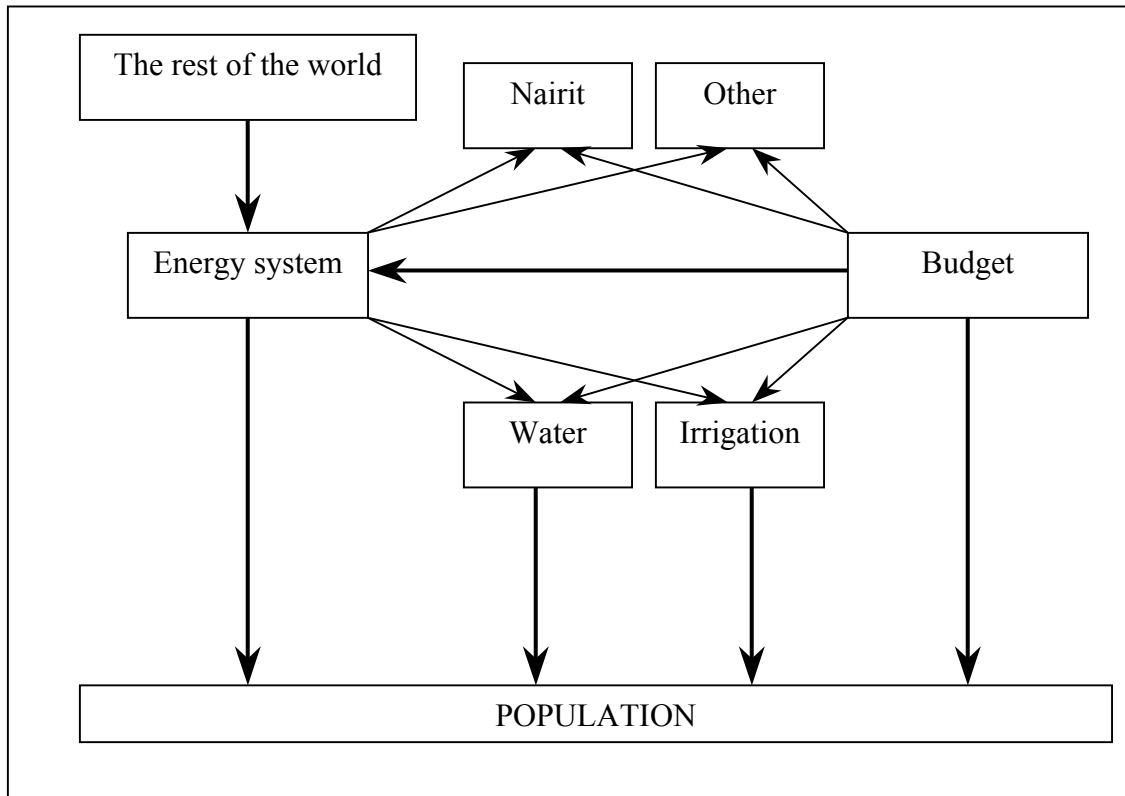 The rest of the world
Nairit
Other
Energy system
Budget
Water
Irrigation
POPULATION